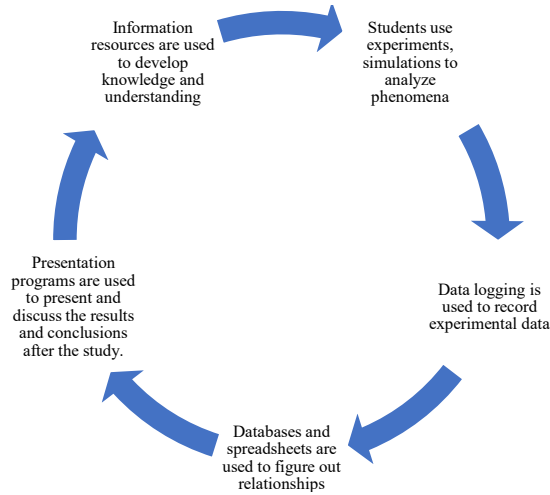 Information
resources are used
to develop
knowledge and
understanding
Students use
experiments,
simulations to
analyze
phenomena
Data logging is
used to record
experimental data
Databases and
spreadsheets are
used to figure out
relationships
Presentation
programs are used
to present and
discuss the results
and conclusions
after the study.